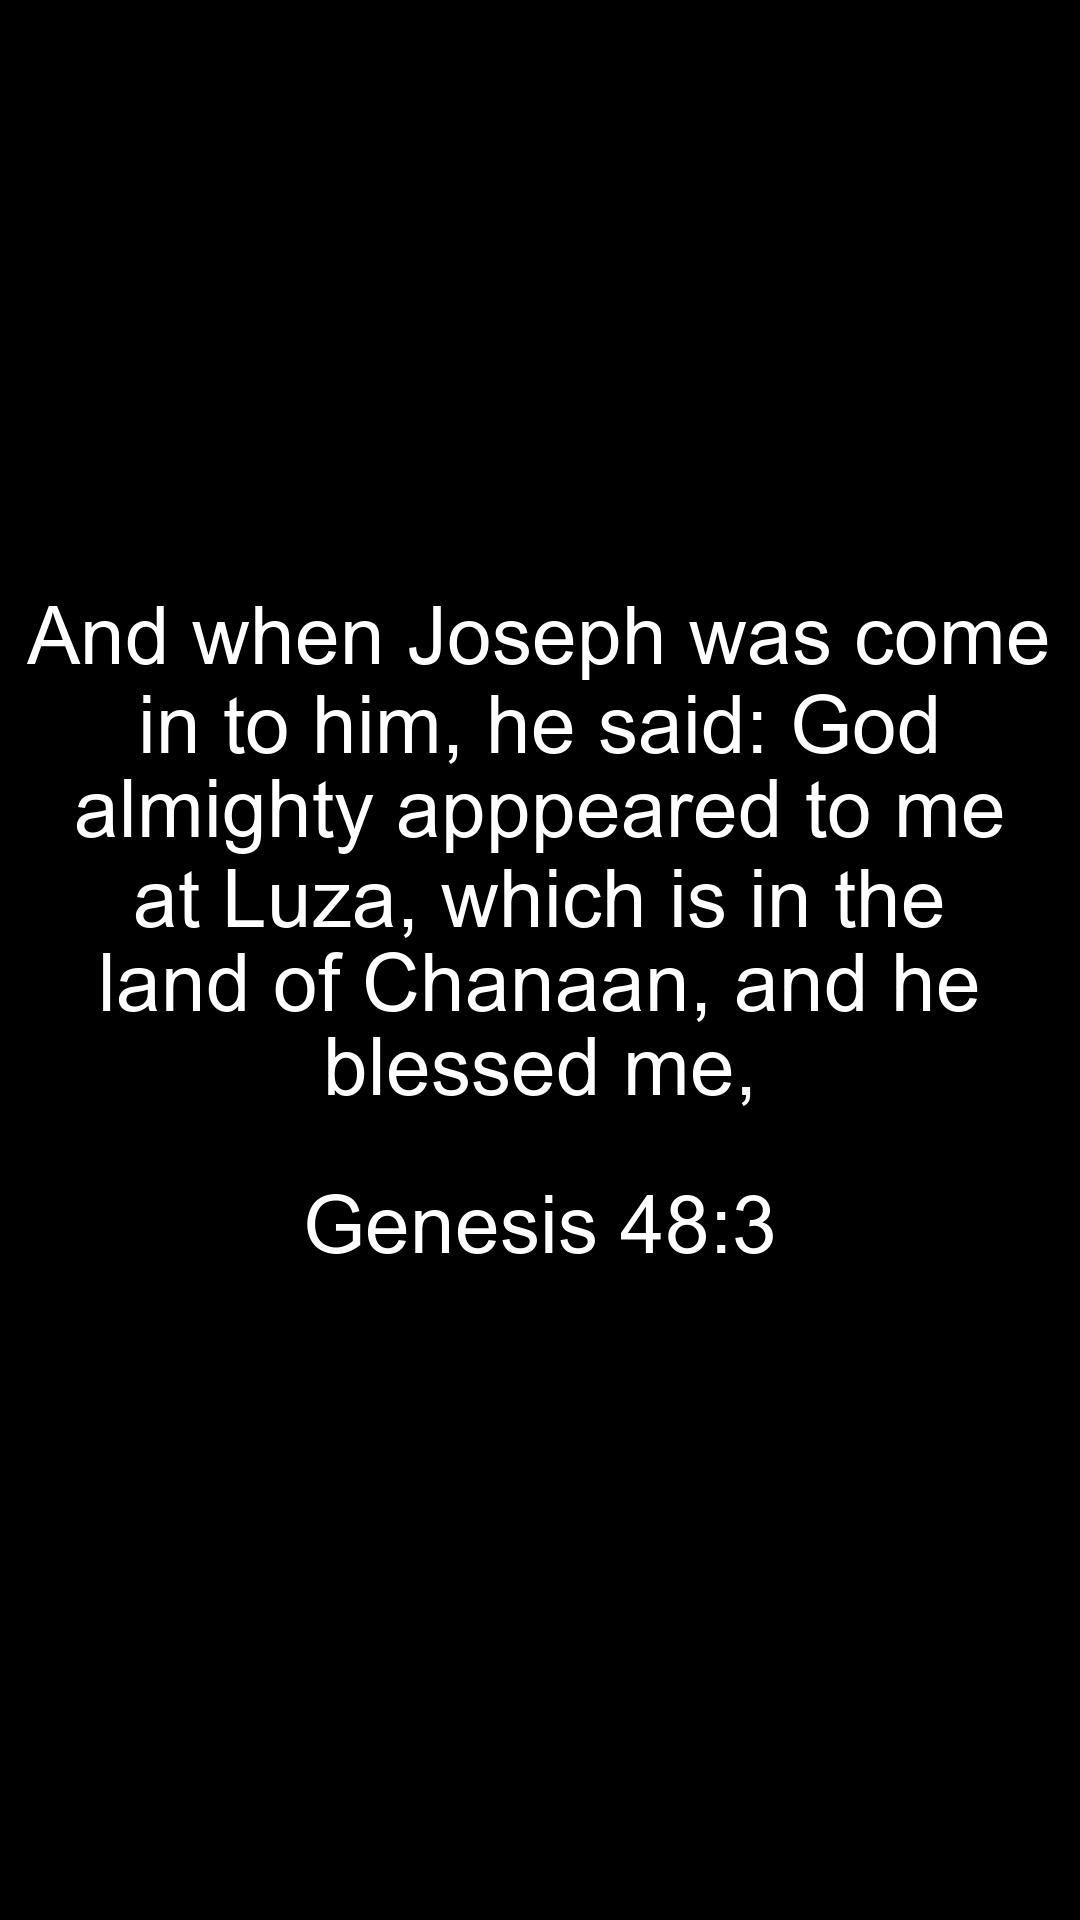 And when Joseph was come
in to him, he said: God
almighty apppeared to me
at Luza, which is in the
land of Chanaan, and he
blessed me,
Genesis 48:3